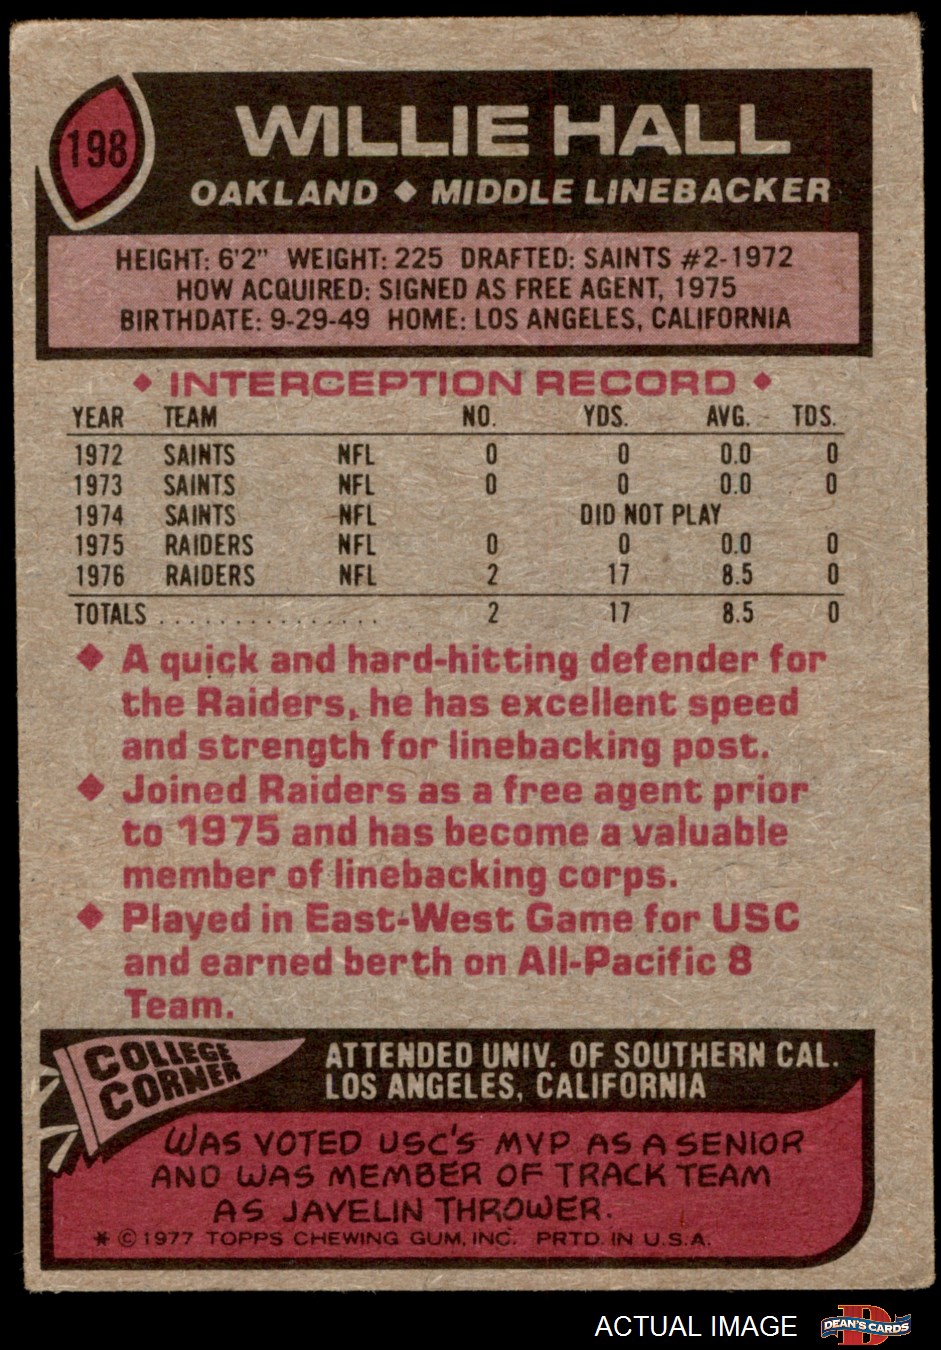 198
WILLIE HALL
OAKLAND ◆ MIDDLE LINEBACKER
HEIGHT: 6'2" WEIGHT: 225 DRAFTED: SAINTS #2-1972
HOW ACQUIRED: SIGNED AS FREE AGENT, 1975
BIRTHDATE: 9-29-49 HOME: LOS ANGELES, CALIFORNIA
◆ INTERCEPTION RECORD ◆
YEAR TEAM NO. YDS. AVG. TDS.
1972 SAINTS NFL 0 0 0.0 0
1973 SAINTS NFL 0 0 0.0 0
1974 SAINTS NFL DID NOT PLAY
1975 RAIDERS NFL 0 0 0.0 0
1976 RAIDERS NFL 2 17 8.5 0
TOTALS . . . . . . . . . . . . . . . 2 17 8.5 0
◆ A quick and hard-hitting defender for
the Raiders, he has excellent speed
and strength for linebacking post.
◆ Joined Raiders as a free agent prior
to 1975 and has become a valuable
member of linebacking corps.
◆ Played in East-West Game for USC
and earned berth on All-Pacific 8
Team.
COLLEGE
CORNER
ATTENDED UNIV. OF SOUTHERN CAL.
LOS ANGELES, CALIFORNIA
WAS VOTED USC'S MVP AS A SENIOR
AND WAS MEMBER OF TRACK TEAM
AS JAVELIN THROWER.
* © 1977 TOPPS CHEWING GUM, INC. PRTD. IN U.S.A.
ACTUAL IMAGE
D
DEAN'S CARDS